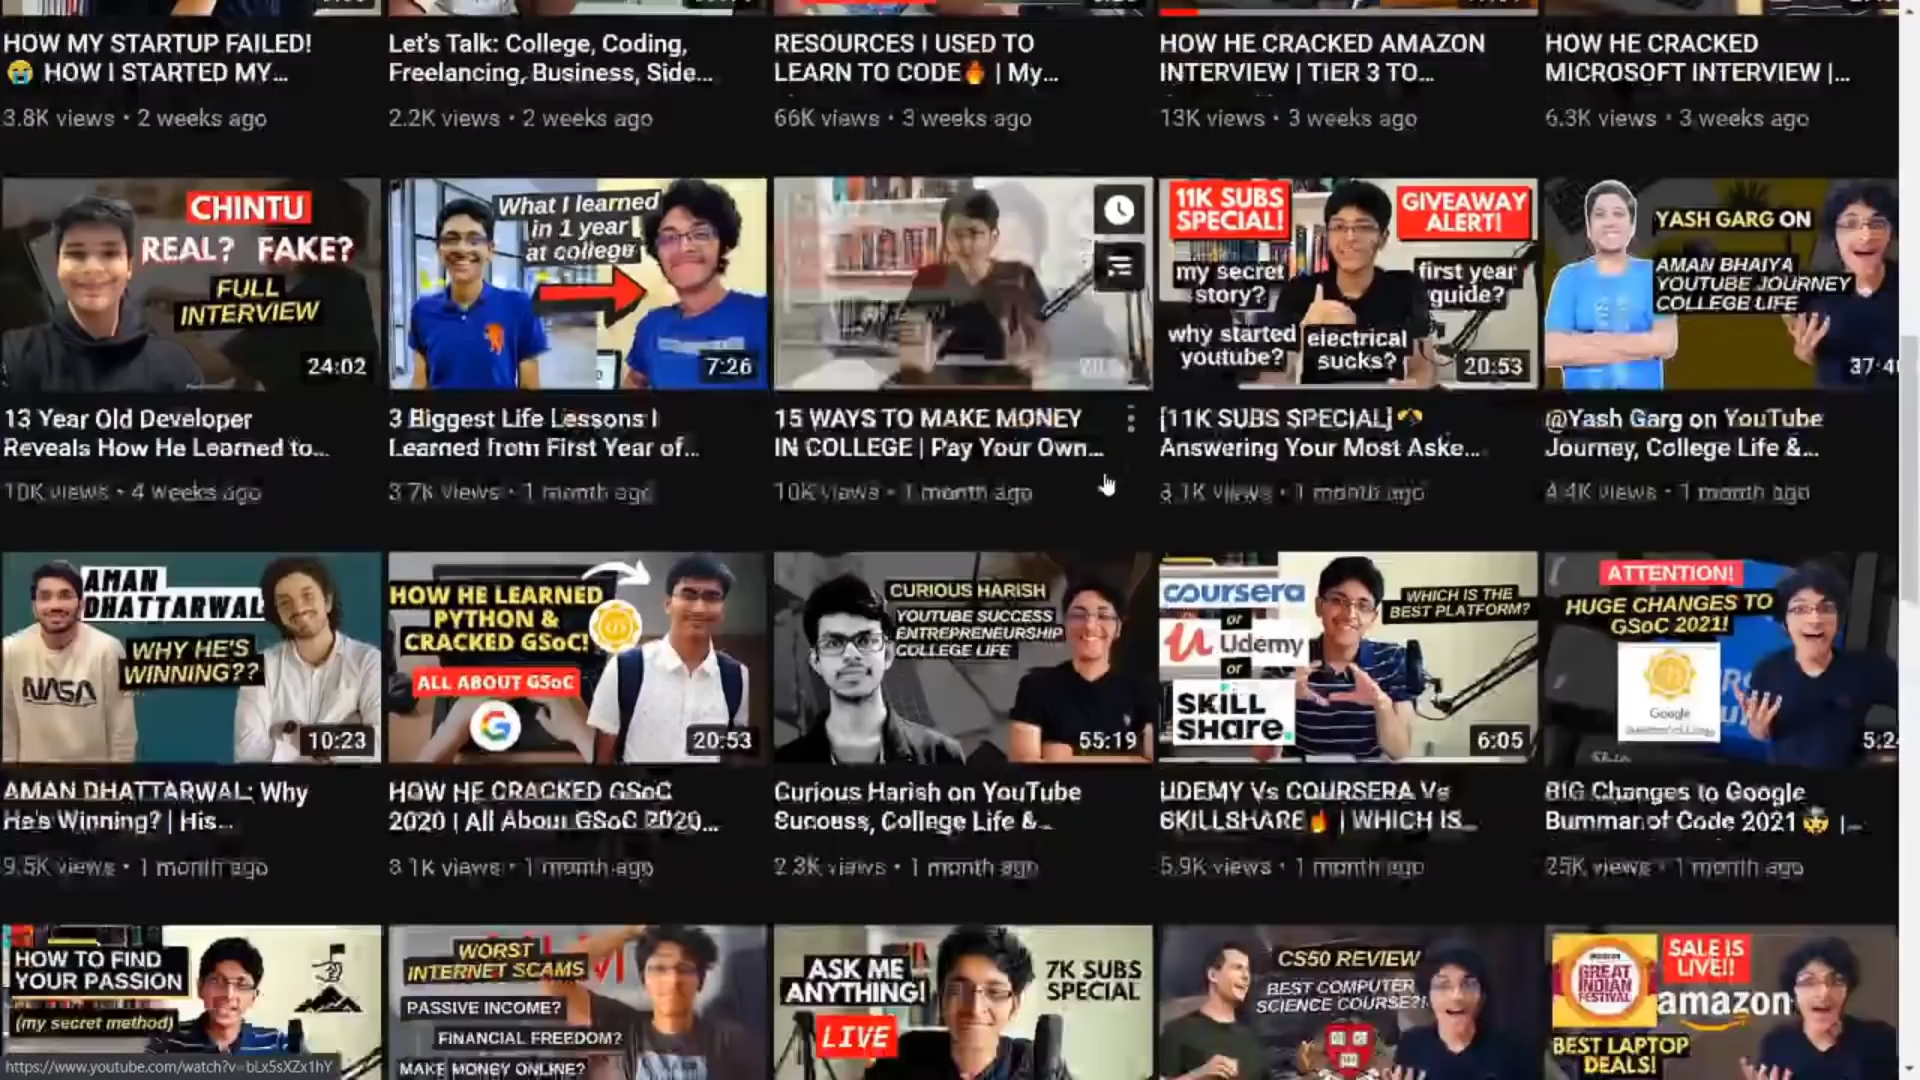 HOW MY STARTUP FAILED!
😭 HOW I STARTED MY...
3.8K views • 2 weeks ago
Let's Talk: College, Coding,
Freelancing, Business, Side...
2.2K views • 2 weeks ago
RESOURCES I USED TO
LEARN TO CODE🔥 | My...
66K views • 3 weeks ago
HOW HE CRACKED AMAZON
INTERVIEW | TIER 3 TO...
13K views • 3 weeks ago
HOW HE CRACKED
MICROSOFT INTERVIEW |...
6.3K views • 3 weeks ago
CHINTU
REAL? FAKE?
FULL
INTERVIEW
24:02
What I learned
in 1 year
at college
7:26
11K SUBS
SPECIAL!
GIVEAWAY
ALERT!
my secret
story?
first year
guide?
why started
youtube?
electrical
sucks?
20:53
YASH GARG ON
AMAN BHAIYA
YOUTUBE JOURNEY
COLLEGE LIFE
13 Year Old Developer
Reveals How He Learned to...
10K views • 4 weeks ago
3 Biggest Life Lessons I
Learned from First Year of...
3.7K views • 1 month ago
15 WAYS TO MAKE MONEY
IN COLLEGE | Pay Your Own...
10K views • 1 month ago
[11K SUBS SPECIAL]
Answering Your Most Aske...
views • 1 month ago
@Yash Garg on YouTube
Journey, College Life &...
4.4K views • 1 month ago
AMAN
DHATTARWAL
WHY HE'S
WINNING??
NASA
10:23
HOW HE LEARNED
PYTHON &
CRACKED GSoC!
ALL ABOUT GSoC
G
20:53
CURIOUS HARISH
YOUTUBE SUCCESS
ENTREPRENEURSHIP
COLLEGE LIFE
55:19
coursera
or
Udemy
or
SKILL
SHare.
WHICH IS THE
BEST PLATFORM?
6:05
ATTENTION!
HUGE CHANGES TO
GSoC 2021!
Google
5:24
AMAN DHATTARWAL: Why
He's Winning? | His...
9.5K views • 1 month ago
HOW HE CRACKED GSoC
2020 | All About GSoC 2020...
views • 1 month ago
Curious Harish on YouTube
Success, College Life &...
2.3K views • 1 month ago
UDEMY Vs COURSERA Vs
SKILLSHARE🔥 | WHICH IS...
5.9K views • 1 month ago
BIG Changes to Google
Summer of Code 2021 🤯 |...
25K views • 1 month ago
HOW TO FIND
YOUR PASSION
(my secret method)
WORST
INTERNET SCAMS
PASSIVE INCOME?
FINANCIAL FREEDOM?
MAKE MONEY ONLINE?
ASK ME
ANYTHING!
LIVE
7K SUBS
SPECIAL
CS50 REVIEW
BEST COMPUTER
SCIENCE COURSE?!
GREAT
INDIAN
FESTIVAL
SALE IS
LIVE!!
amazon
BEST LAPTOP
DEALS!
https://www.youtube.com/watch?v=bLx5sXZx1hY